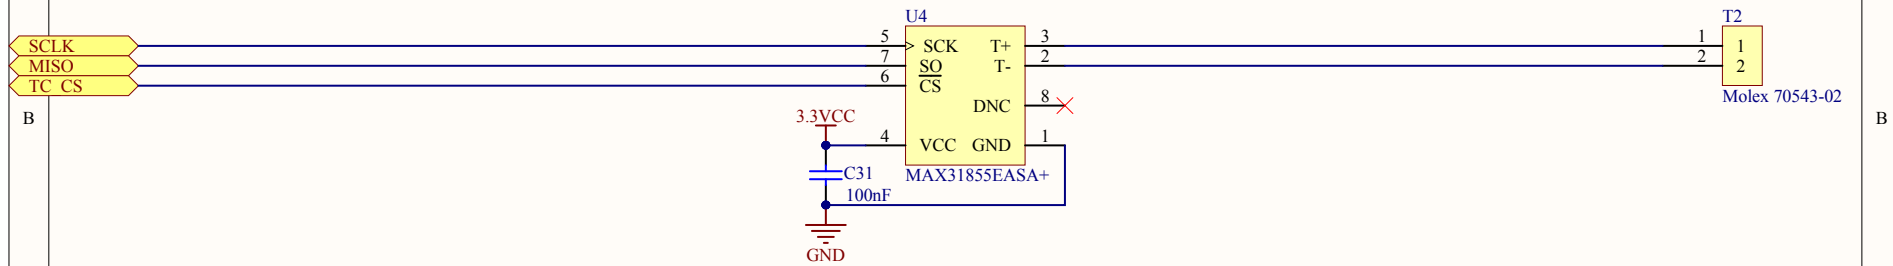 U4
T2
SCLK
5
SCK
T+
3
1
1
MISO
7
SO
T-
2
2
2
TC_CS
6
CS
B
DNC
8
Molex 70543-02
B
3.3VCC
4
VCC
GND
1
C31
MAX31855EASA+
100nF
GND